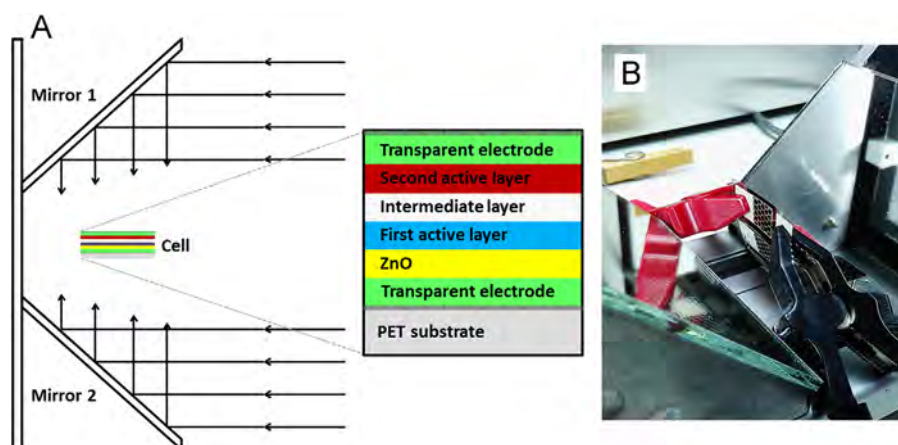 A
Mirror 1
Cell
Mirror 2
Transparent electrode
Second active layer
Intermediate layer
First active layer
ZnO
Transparent electrode
PET substrate
B